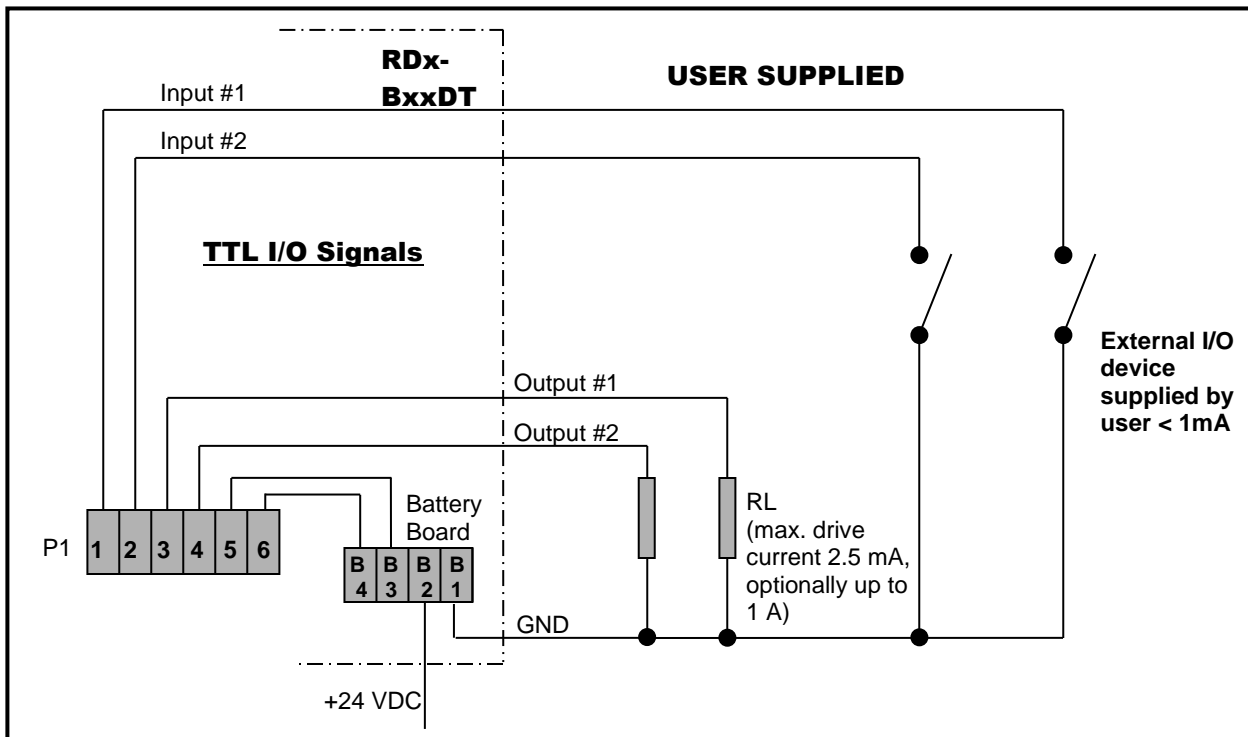 RDx-
BxxDT
USER SUPPLIED
Input #1
Input #2
TTL I/O Signals
External I/O
device
supplied by
user < 1mA
Output #1
Output #2
Battery
Board
RL
(max. drive
current 2.5 mA,
optionally up to
1 A)
P1
1 2 3 4 5 6
B B B B
4 3 2 1
GND
+24 VDC